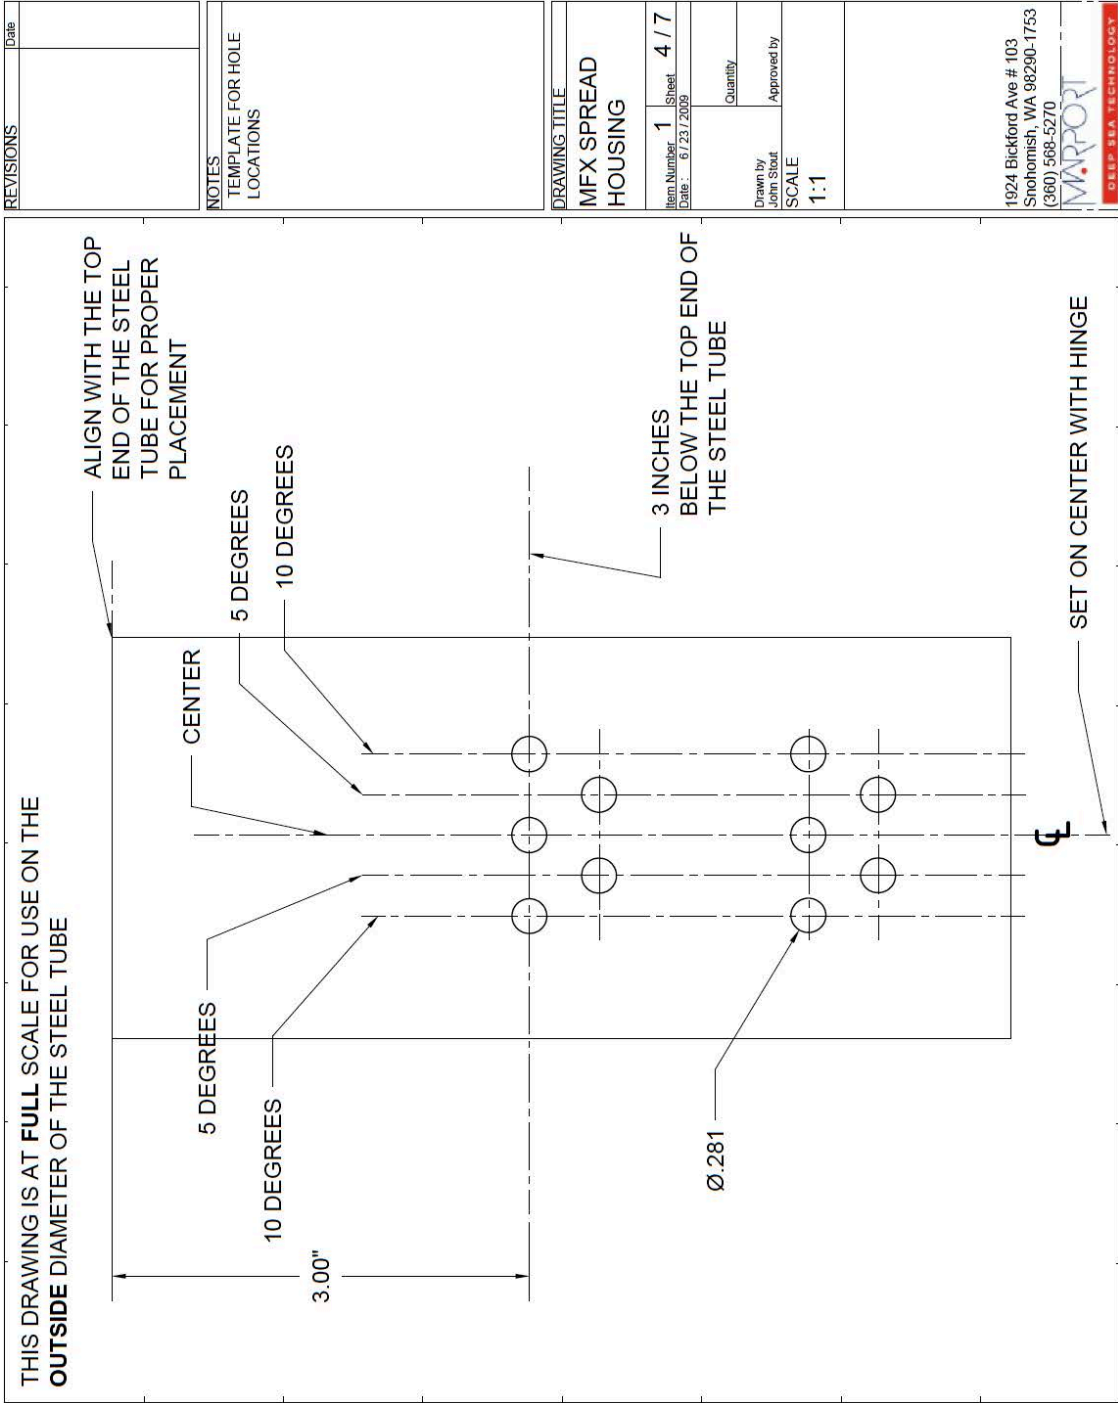 THIS DRAWING IS AT FULL SCALE FOR USE ON THE
OUTSIDE DIAMETER OF THE STEEL TUBE
ALIGN WITH THE TOP
END OF THE STEEL
TUBE FOR PROPER
PLACEMENT
CENTER
5 DEGREES
10 DEGREES
5 DEGREES
10 DEGREES
3.00"
3 INCHES
BELOW THE TOP END OF
THE STEEL TUBE
Ø.281
SET ON CENTER WITH HINGE
REVISIONS
Date
NOTES
TEMPLATE FOR HOLE
LOCATIONS
DRAWING TITLE
MFX SPREAD
HOUSING
Item Number 1 Sheet 4 / 7
Date: 6 / 23 / 2009
Quantity
Drawn by Approved by
John Stout
SCALE
1:1
1924 Bickford Ave # 103
Snohomish, WA 98290-1753
(360) 568-5270
MARPORT
DEEP SEA TECHNOLOGY